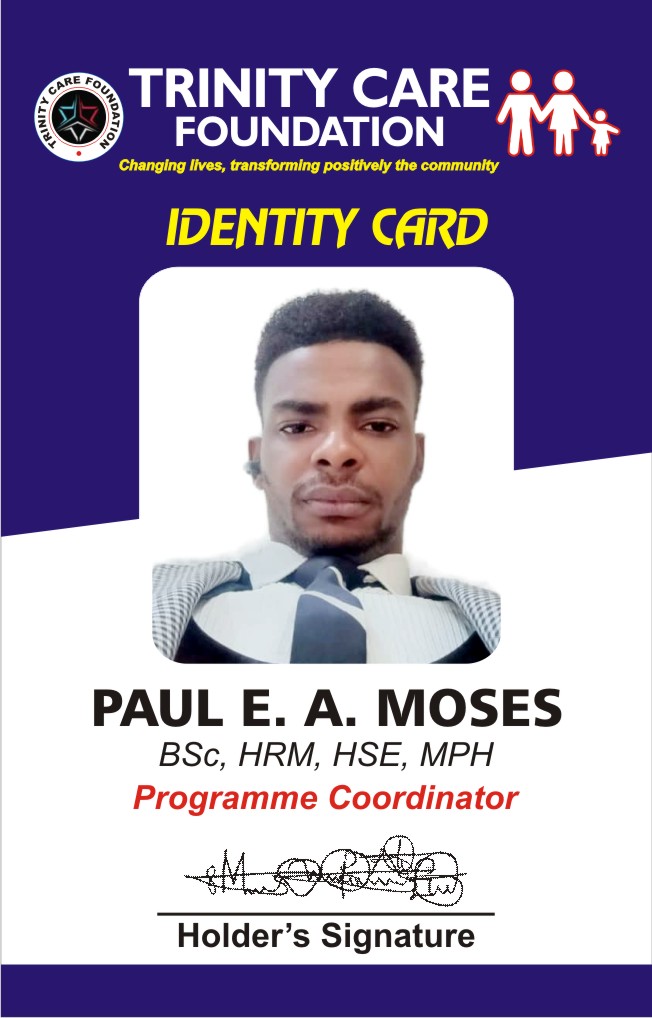 TRINITY CARE FOUNDATION
TRINITY CARE
FOUNDATION
Changing lives, transforming positively the community
IDENTITY CARD
PAUL E. A. MOSES
BSc, HRM, HSE, MPH
Programme Coordinator
Holder's Signature